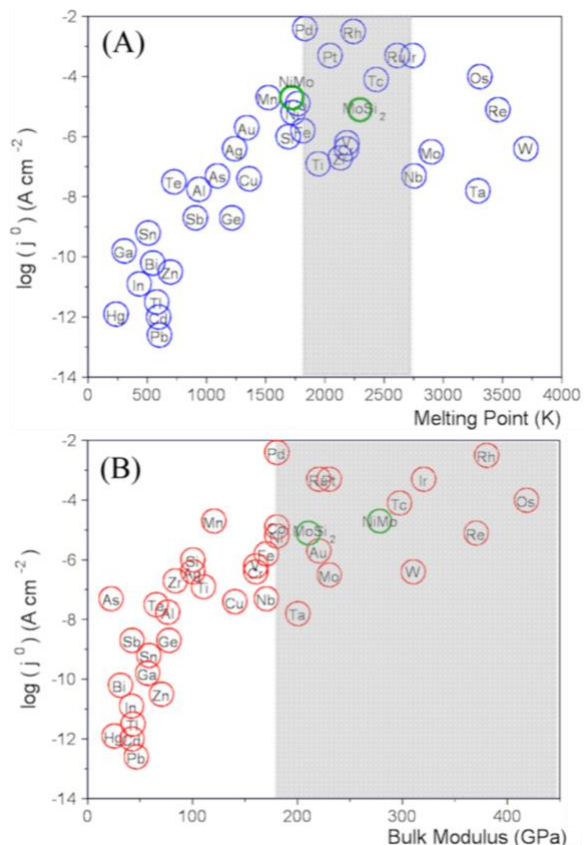 (A)
-2
-4
-6
-8
-10
-12
-14
log ( j⁰ ) (A cm⁻²)
Pd
Rh
Pt
Ru
Ir
Tc
Os
NiMo
Mn
MoSi₂
Re
Au
Fe
Si
V
Ag
Ti
Mo
W
Te
Al
As
Cu
Nb
Ta
Sb
Ge
Sn
Ga
Bi
Zn
In
Tl
Hg
Cd
Pb
0
500
1000
1500
2000
2500
3000
3500
4000
Melting Point (K)
(B)
-2
-4
-6
-8
-10
-12
-14
log ( j⁰ ) (A cm⁻²)
Pd
Rh
Pt
Ir
Tc
Os
Mn
MoSi₂
NiMo
Re
Au
Fe
Si
V
Cr
Zr
Ti
Mo
W
As
Te
Al
Cu
Nb
Ta
Sb
Ge
Sn
Ga
Bi
Zn
In
Hg
Cd
Pb
0
100
200
300
400
Bulk Modulus (GPa)